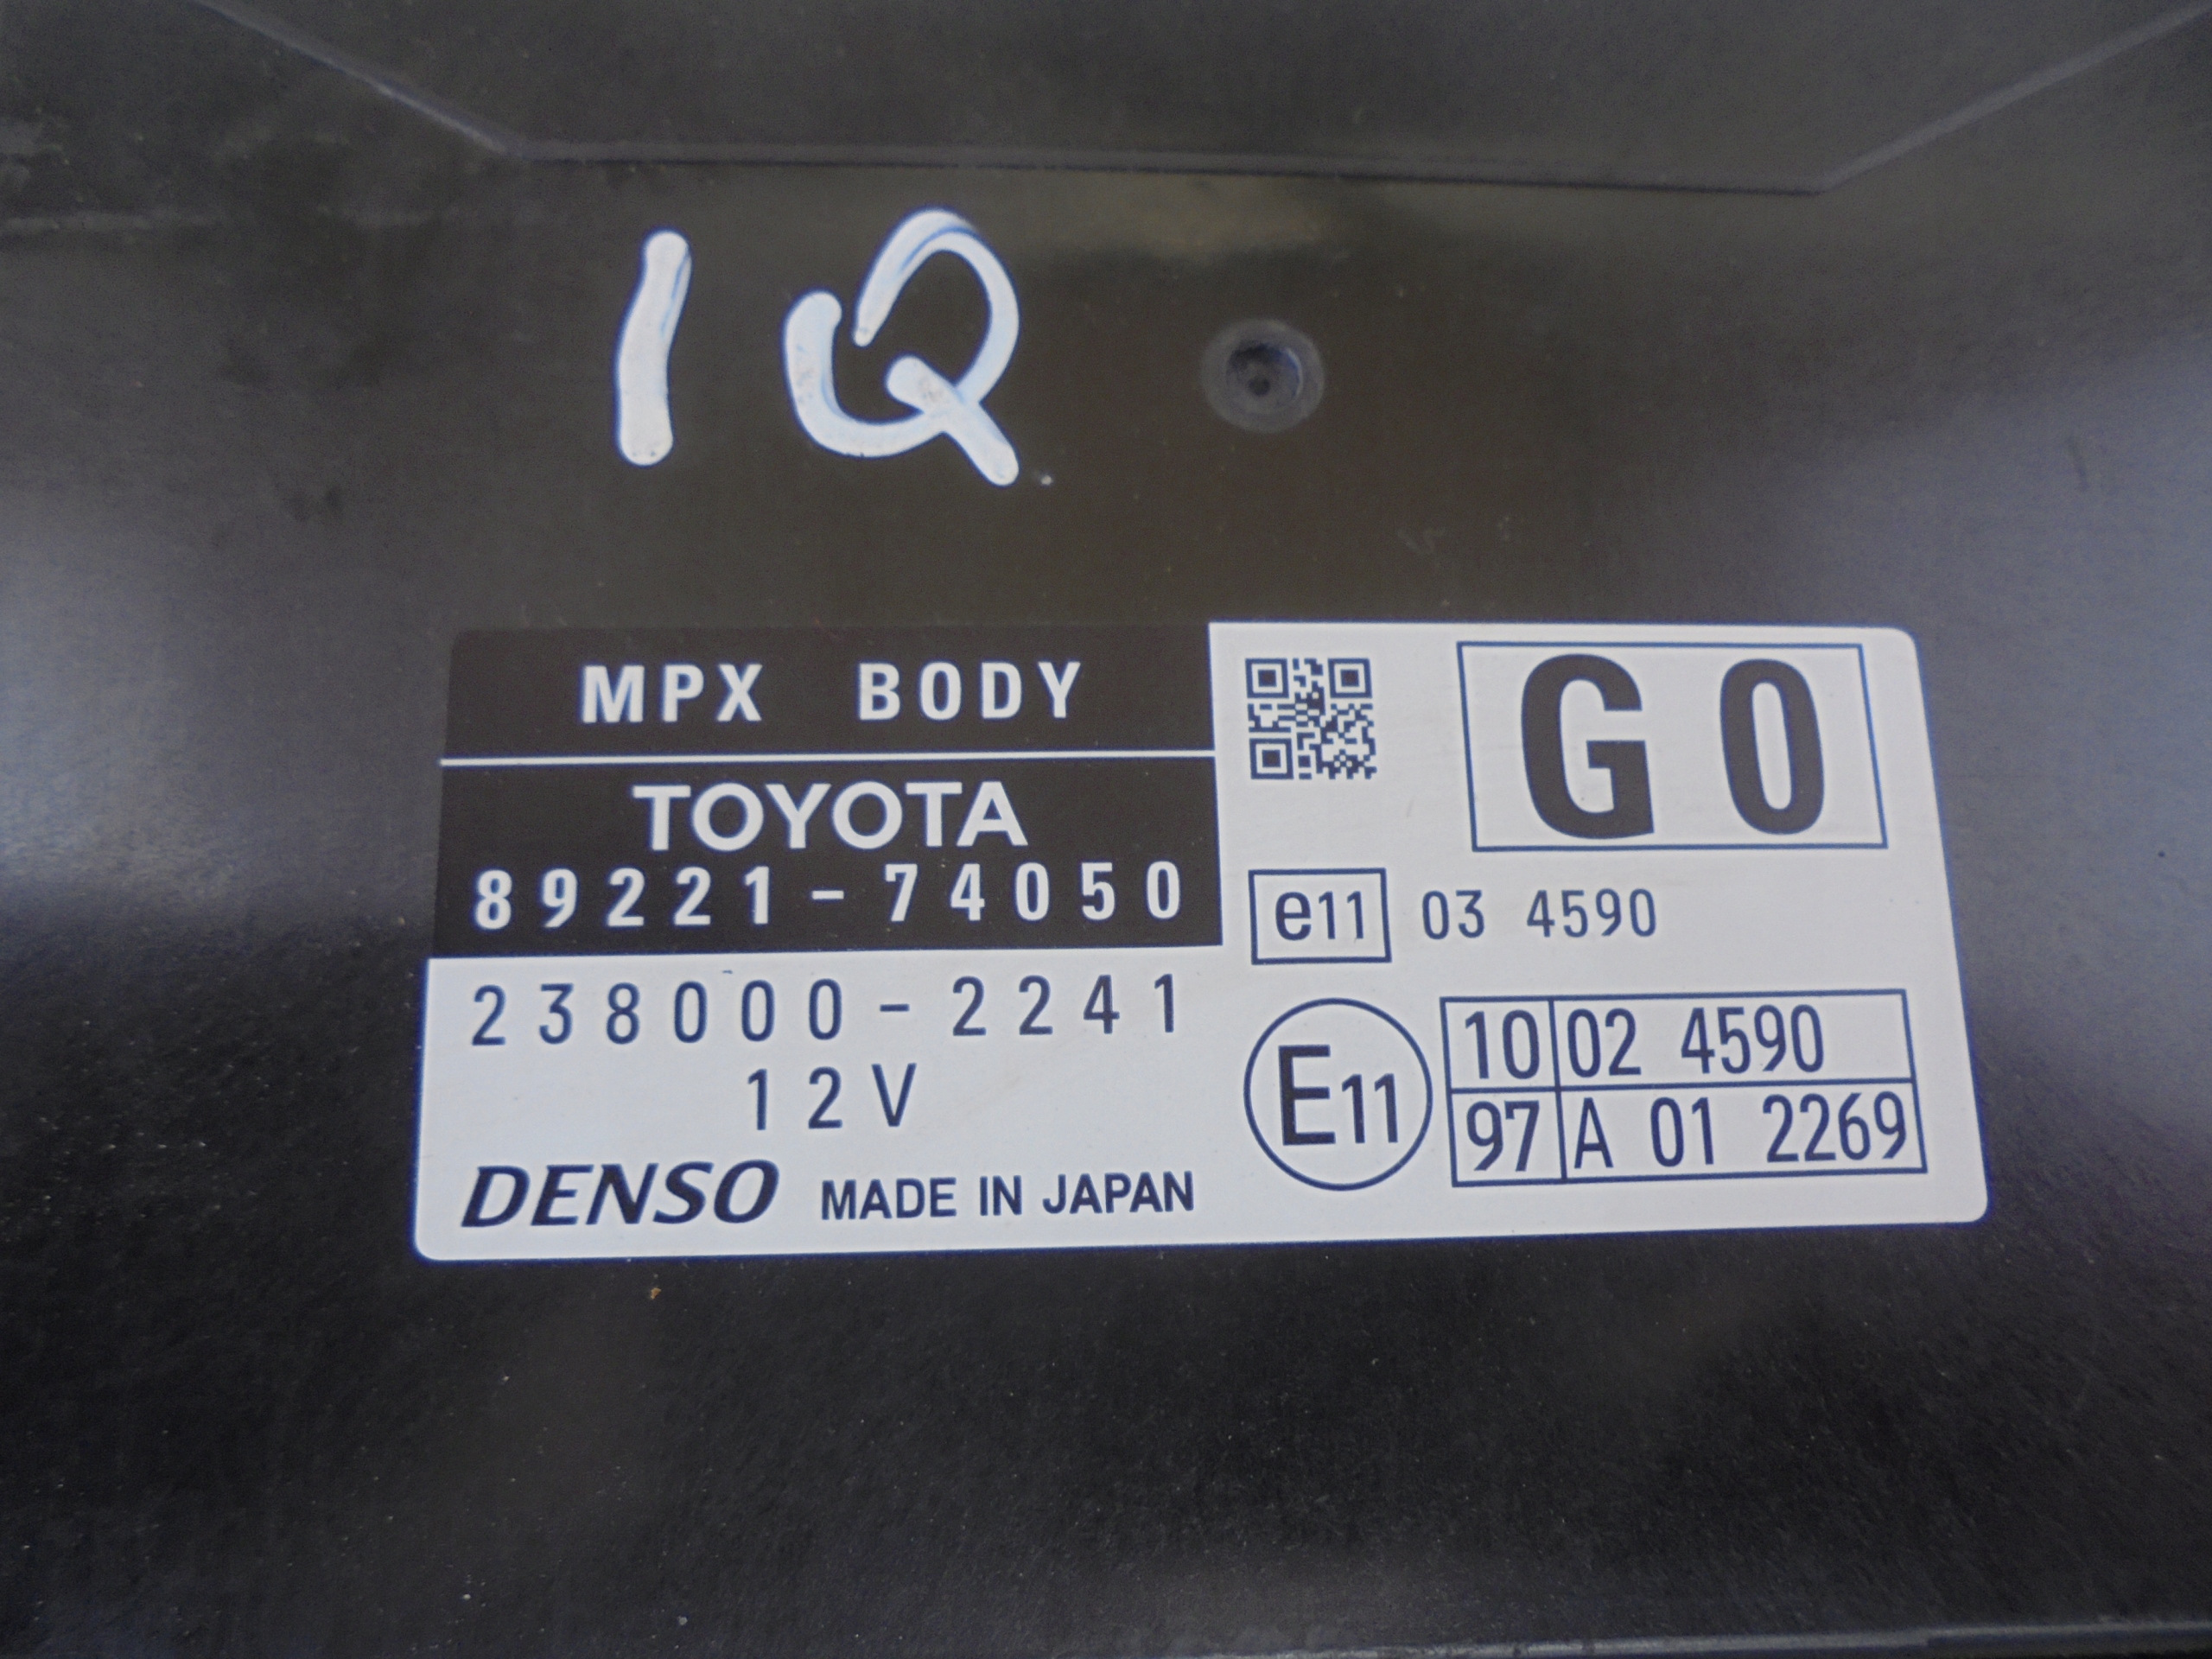 IQ
MPX BODY
TOYOTA
89221-74050
238000-2241
12V
DENSO MADE IN JAPAN
G0
e11 03 4590
E11
10 02 4590
97 A 01 2269